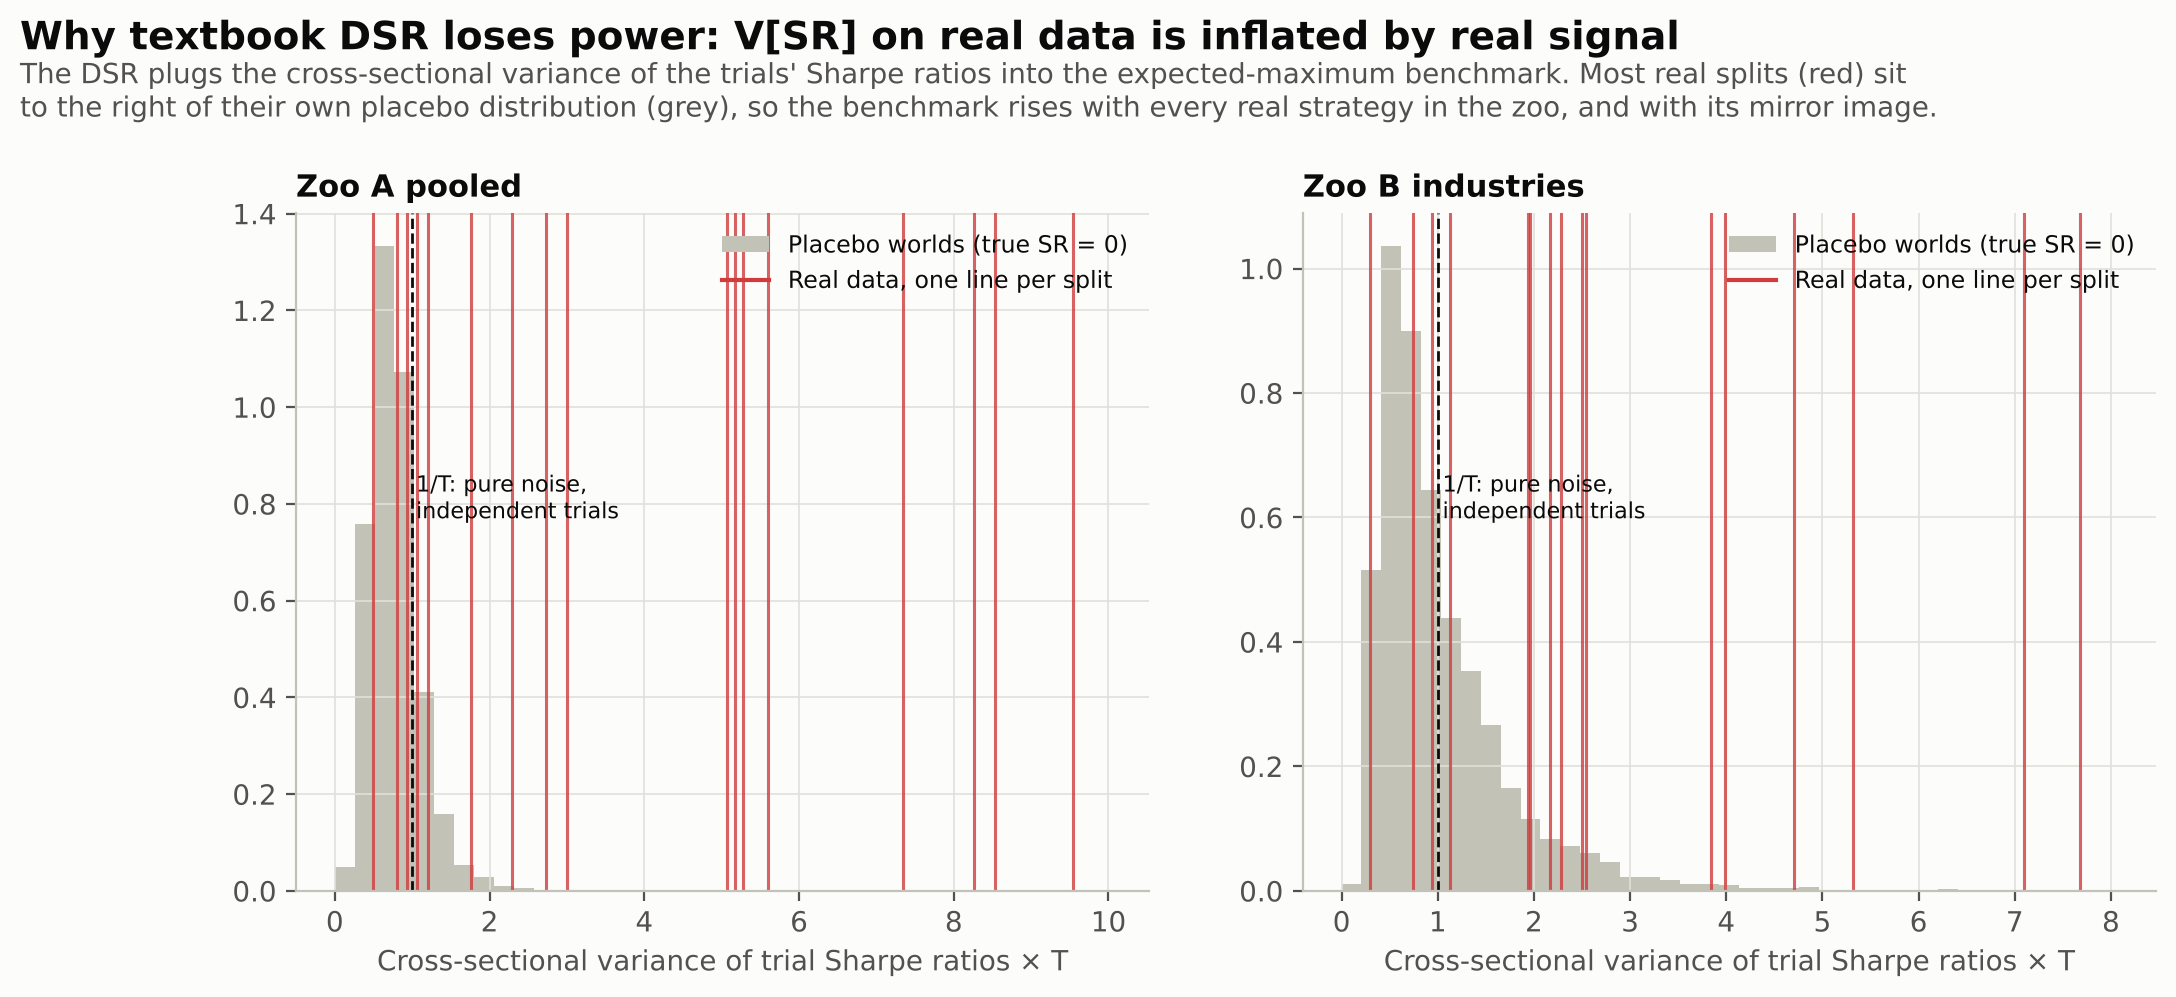 Why textbook DSR loses power: V[SR] on real data is inflated by real signal
The DSR plugs the cross-sectional variance of the trials' Sharpe ratios into the expected-maximum benchmark. Most real splits (red) sit
to the right of their own placebo distribution (grey), so the benchmark rises with every real strategy in the zoo, and with its mirror image.
Zoo A pooled
1.4
1.2
1.0
0.8
0.6
0.4
0.2
0.0
Placebo worlds (true SR = 0)
Real data, one line per split
1/T: pure noise,
independent trials
0 2 4 6 8 10
Cross-sectional variance of trial Sharpe ratios × T
Zoo B industries
1.0
0.8
0.6
0.4
0.2
0.0
Placebo worlds (true SR = 0)
Real data, one line per split
1/T: pure noise,
independent trials
0 1 2 3 4 5 6 7 8
Cross-sectional variance of trial Sharpe ratios × T